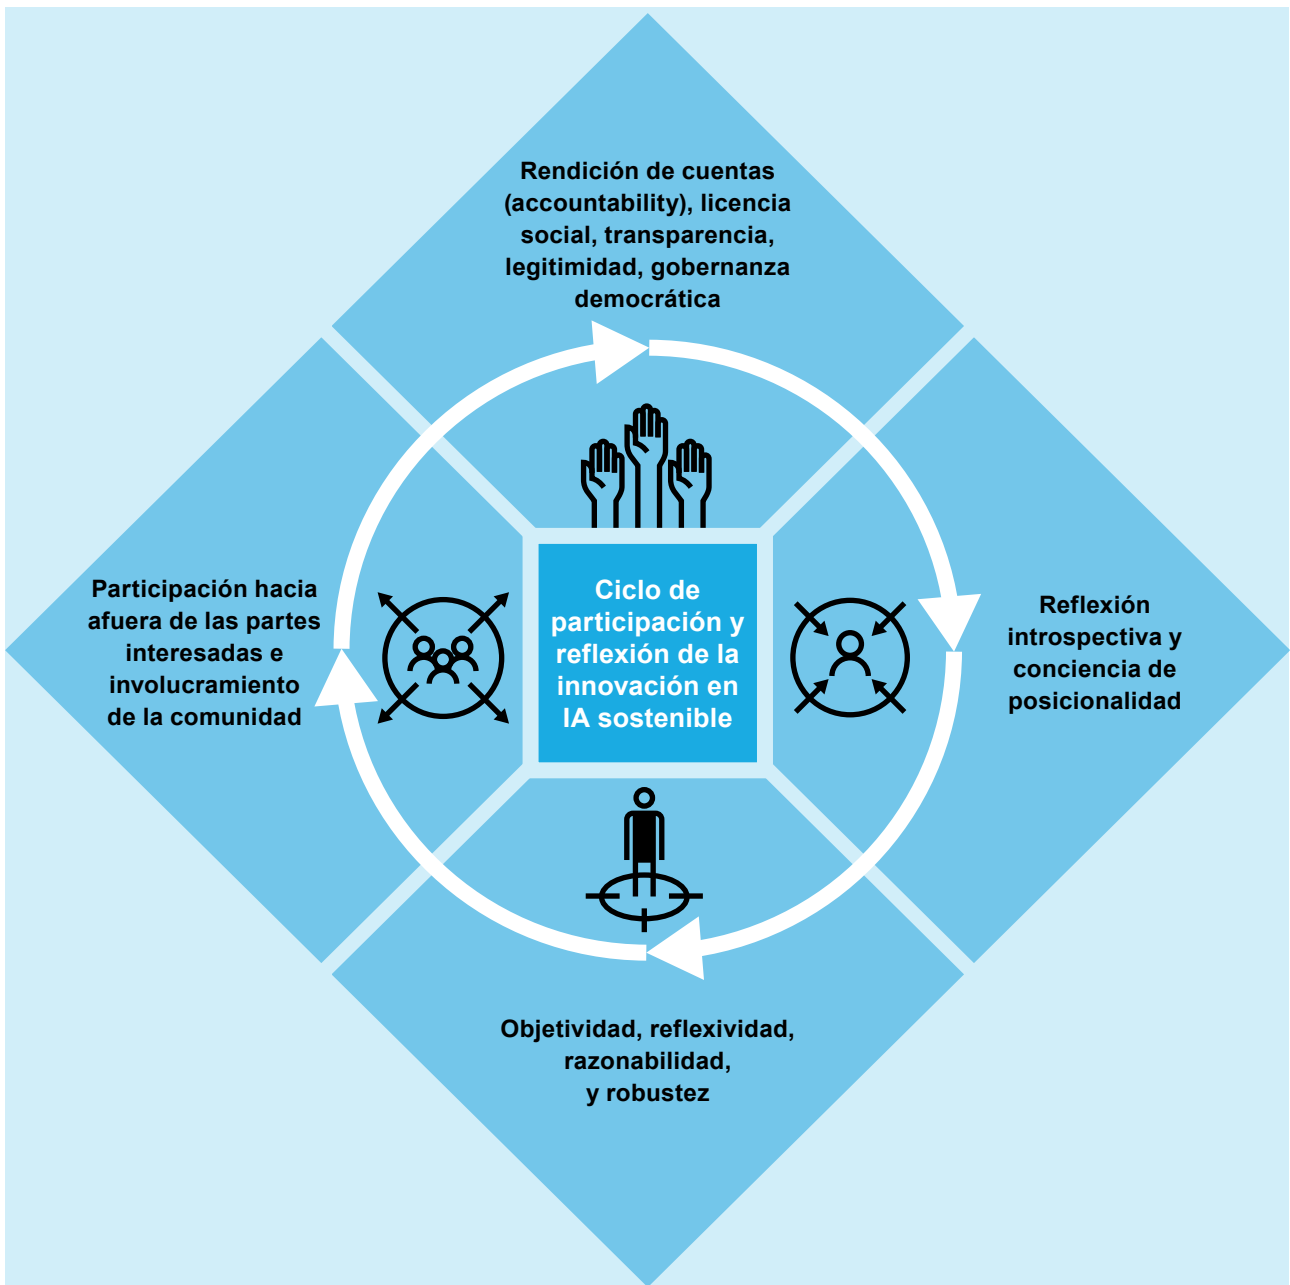 Rendición de cuentas
(accountability), licencia
social, transparencia,
legitimidad, gobernanza
democrática
Participación hacia
afuera de las partes
interesadas e
involucramiento
de la comunidad
Ciclo de
participación y
reflexión de la
innovación en
IA sostenible
Reflexión
introspectiva y
conciencia de
posicionalidad
Objetividad, reflexividad,
razonabilidad,
y robustez